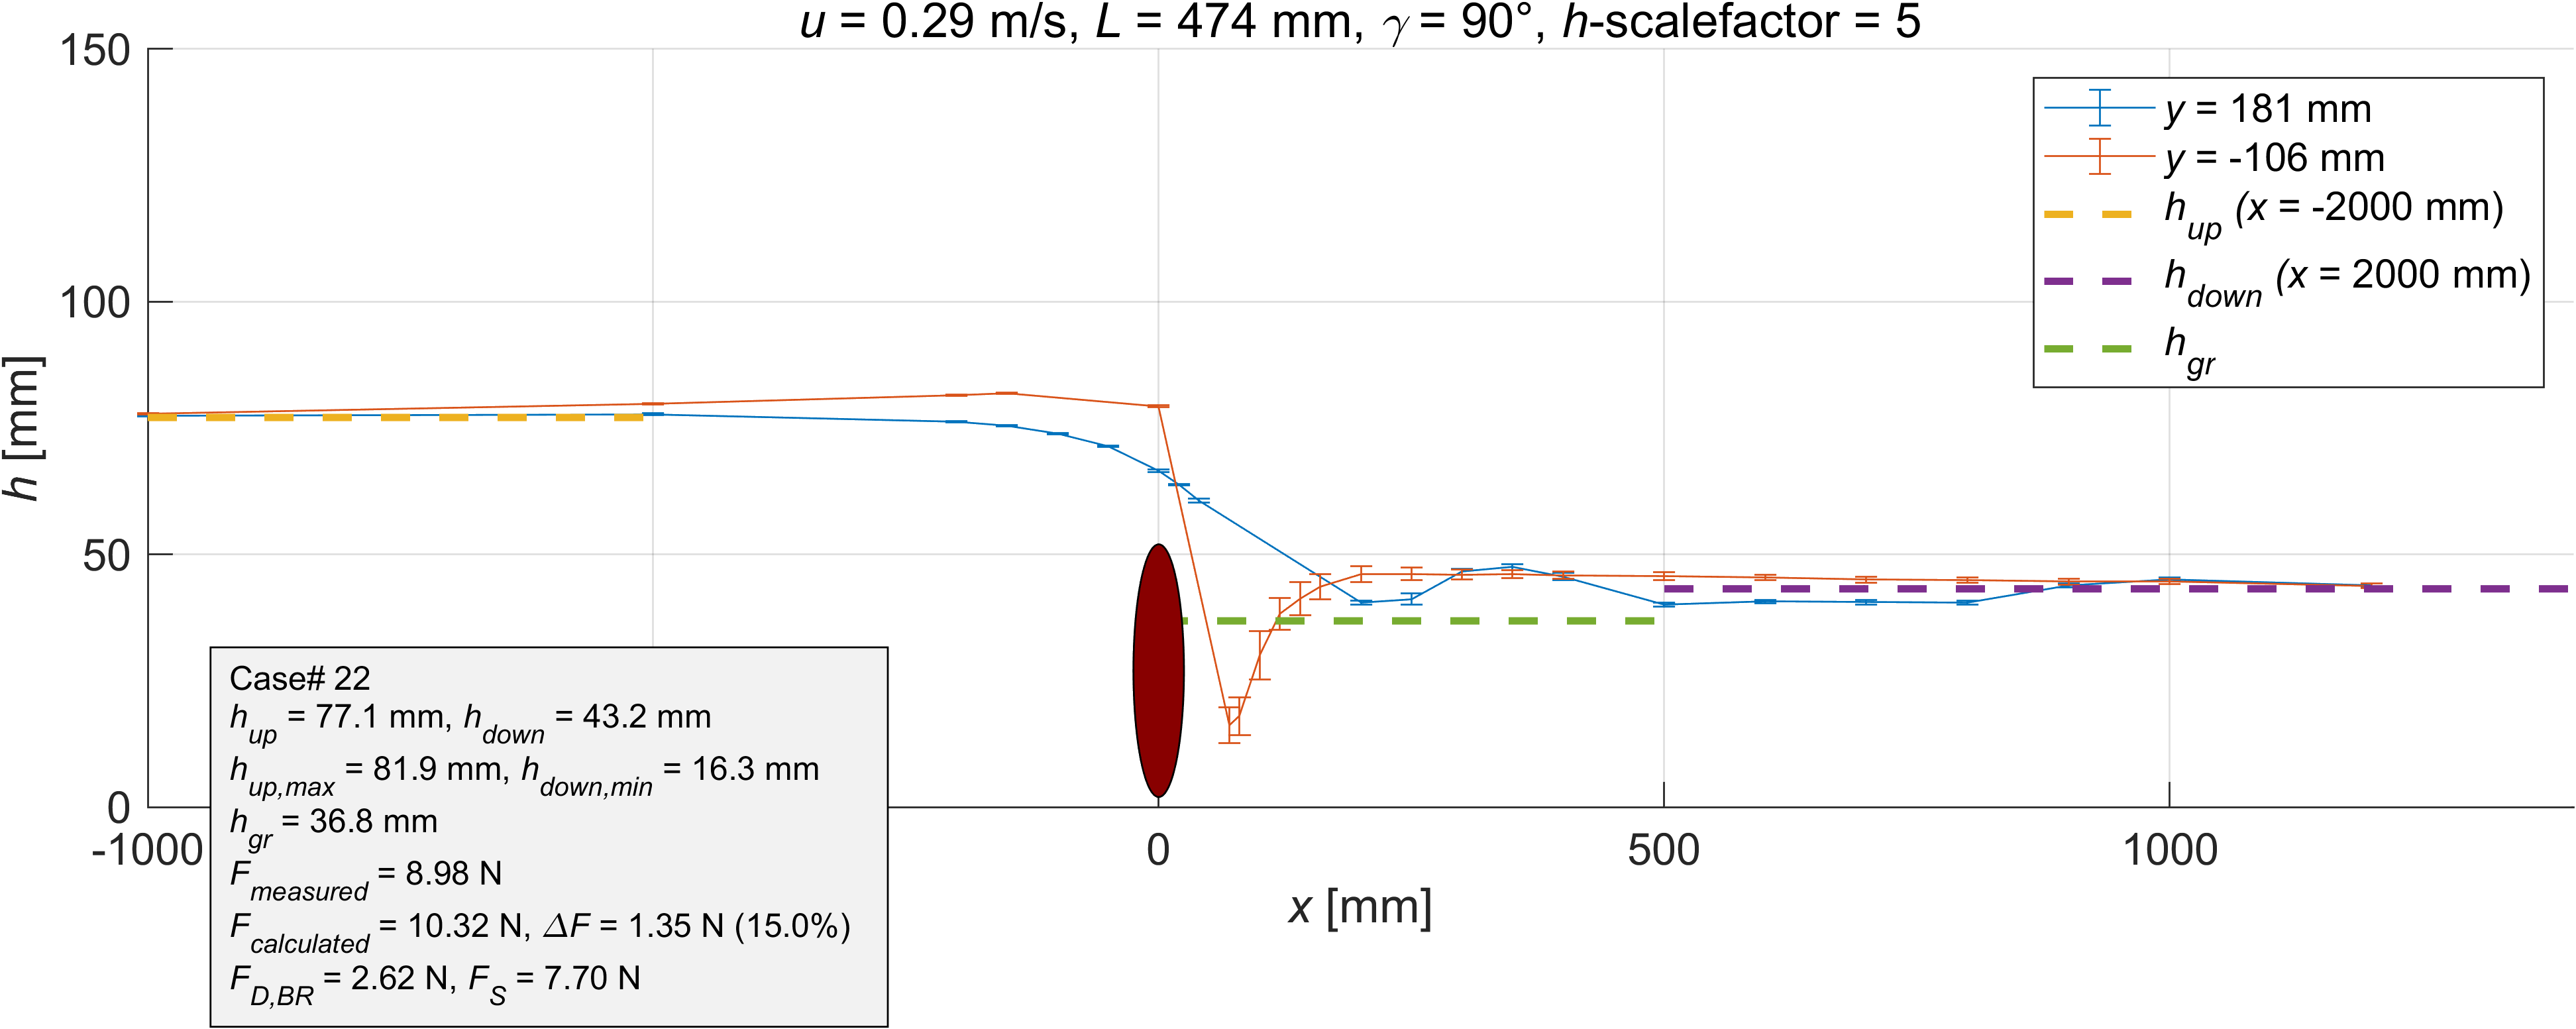 u = 0.29 m/s, L = 474 mm, γ = 90°, h-scalefactor = 5
150
100
50
0
h [mm]
-1000
0
500
1000
x [mm]
y = 181 mm
y = -106 mm
h_up (x = -2000 mm)
h_down (x = 2000 mm)
h_gr
Case# 22
h_up = 77.1 mm, h_down = 43.2 mm
h_up,max = 81.9 mm, h_down,min = 16.3 mm
h_gr = 36.8 mm
F_measured = 8.98 N
F_calculated = 10.32 N, ΔF = 1.35 N (15.0%)
F_D,BR = 2.62 N, F_S = 7.70 N